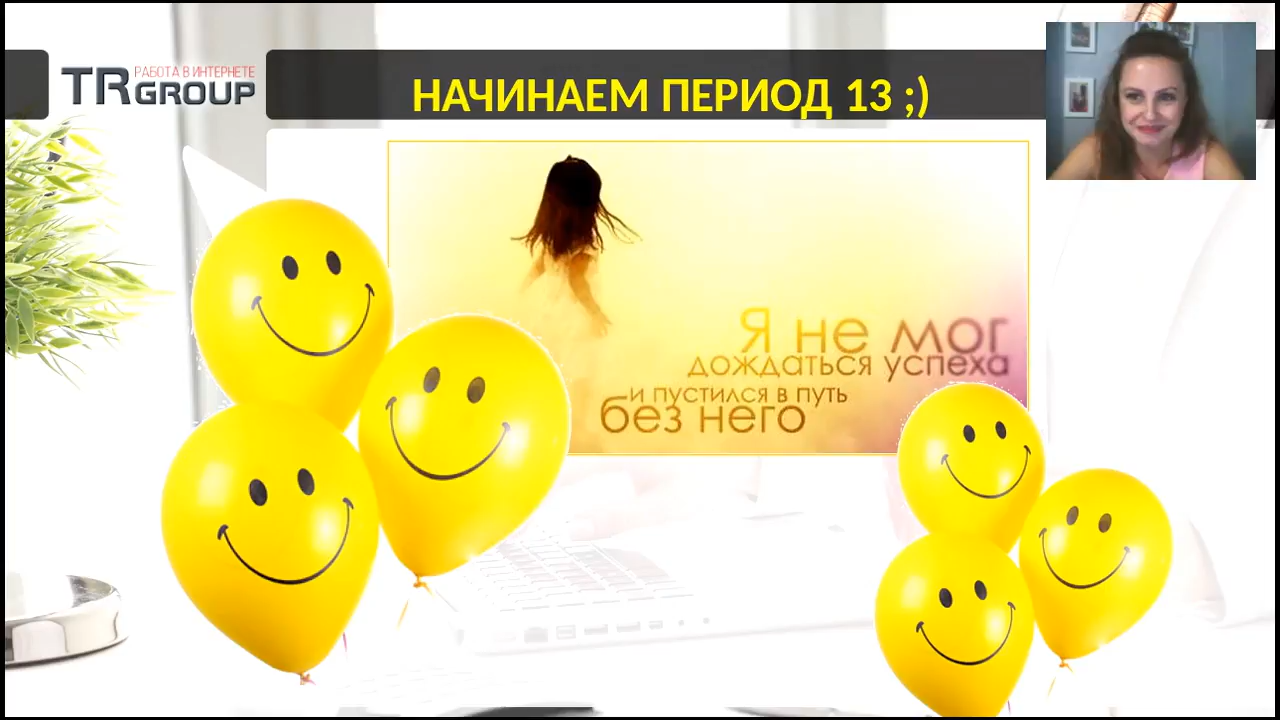 РАБОТА В ИНТЕРНЕТЕ
TR GROUP
НАЧИНАЕМ ПЕРИОД 13 ;)
Я не мог
дождаться успеха
и пустился в путь
без него